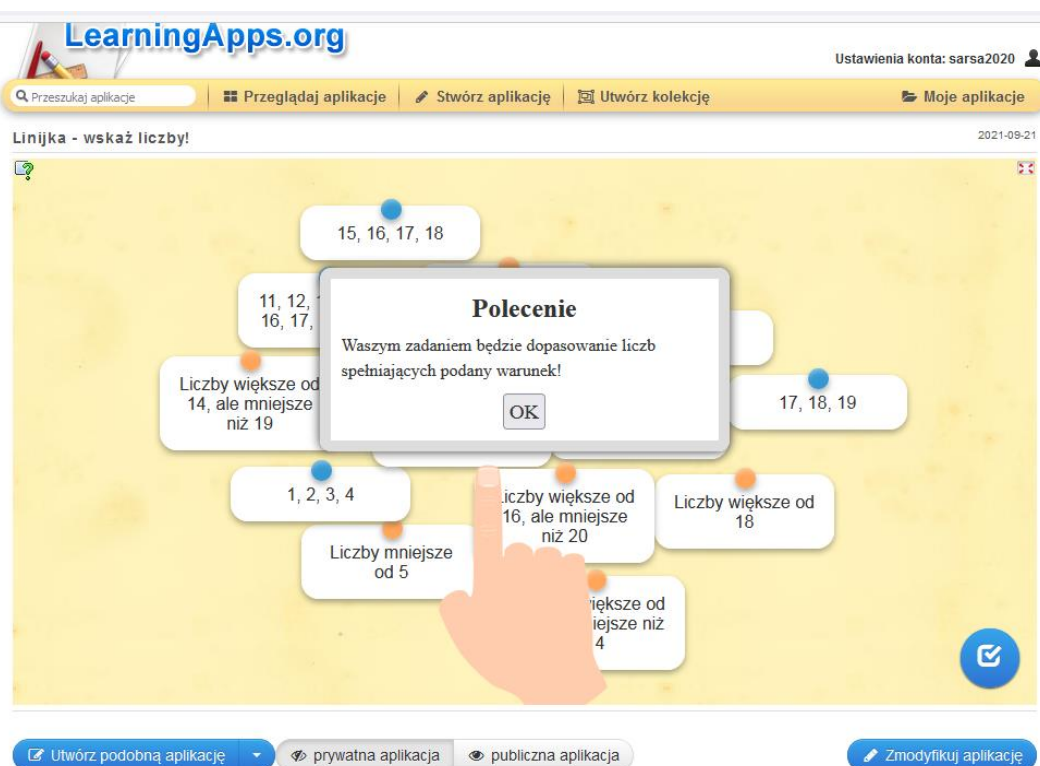 LearningApps.org
Ustawienia konta: sarsa2020
Przeszukaj aplikacje
Przeglądaj aplikacje
Stwórz aplikację
Utwórz kolekcję
Moje aplikacje
Linijka - wskaż liczby!
2021-09-21
15, 16, 17, 18
11, 12,
16, 17,
Polecenie
Waszym zadaniem będzie dopasowanie liczb
spełniających podany warunek!
OK
Liczby większe od
14, ale mniejsze
niż 19
17, 18, 19
1, 2, 3, 4
Liczby większe od
16, ale mniejsze
niż 20
Liczby większe od
18
Liczby mniejsze
od 5
większe od
mniejsze niż
4
Utwórz podobną aplikację
prywatna aplikacja
publiczna aplikacja
Zmodyfikuj aplikację